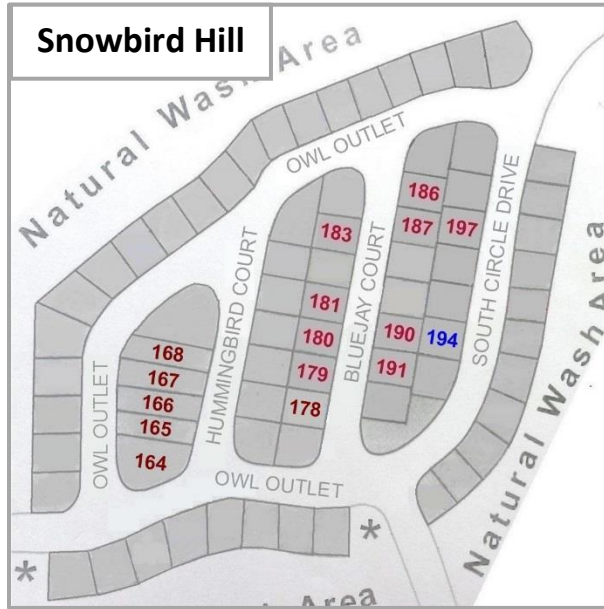 Snowbird Hill
Natural Wash Area
OWL OUTLET
186
187
197
183
SOUTH CIRCLE DRIVE
HUMMINGBIRD COURT
BLUEJAY COURT
181
180
179
178
190
194
191
168
167
166
165
164
OWL OUTLET
OWL OUTLET
Natural Wash Area
*
*
Area